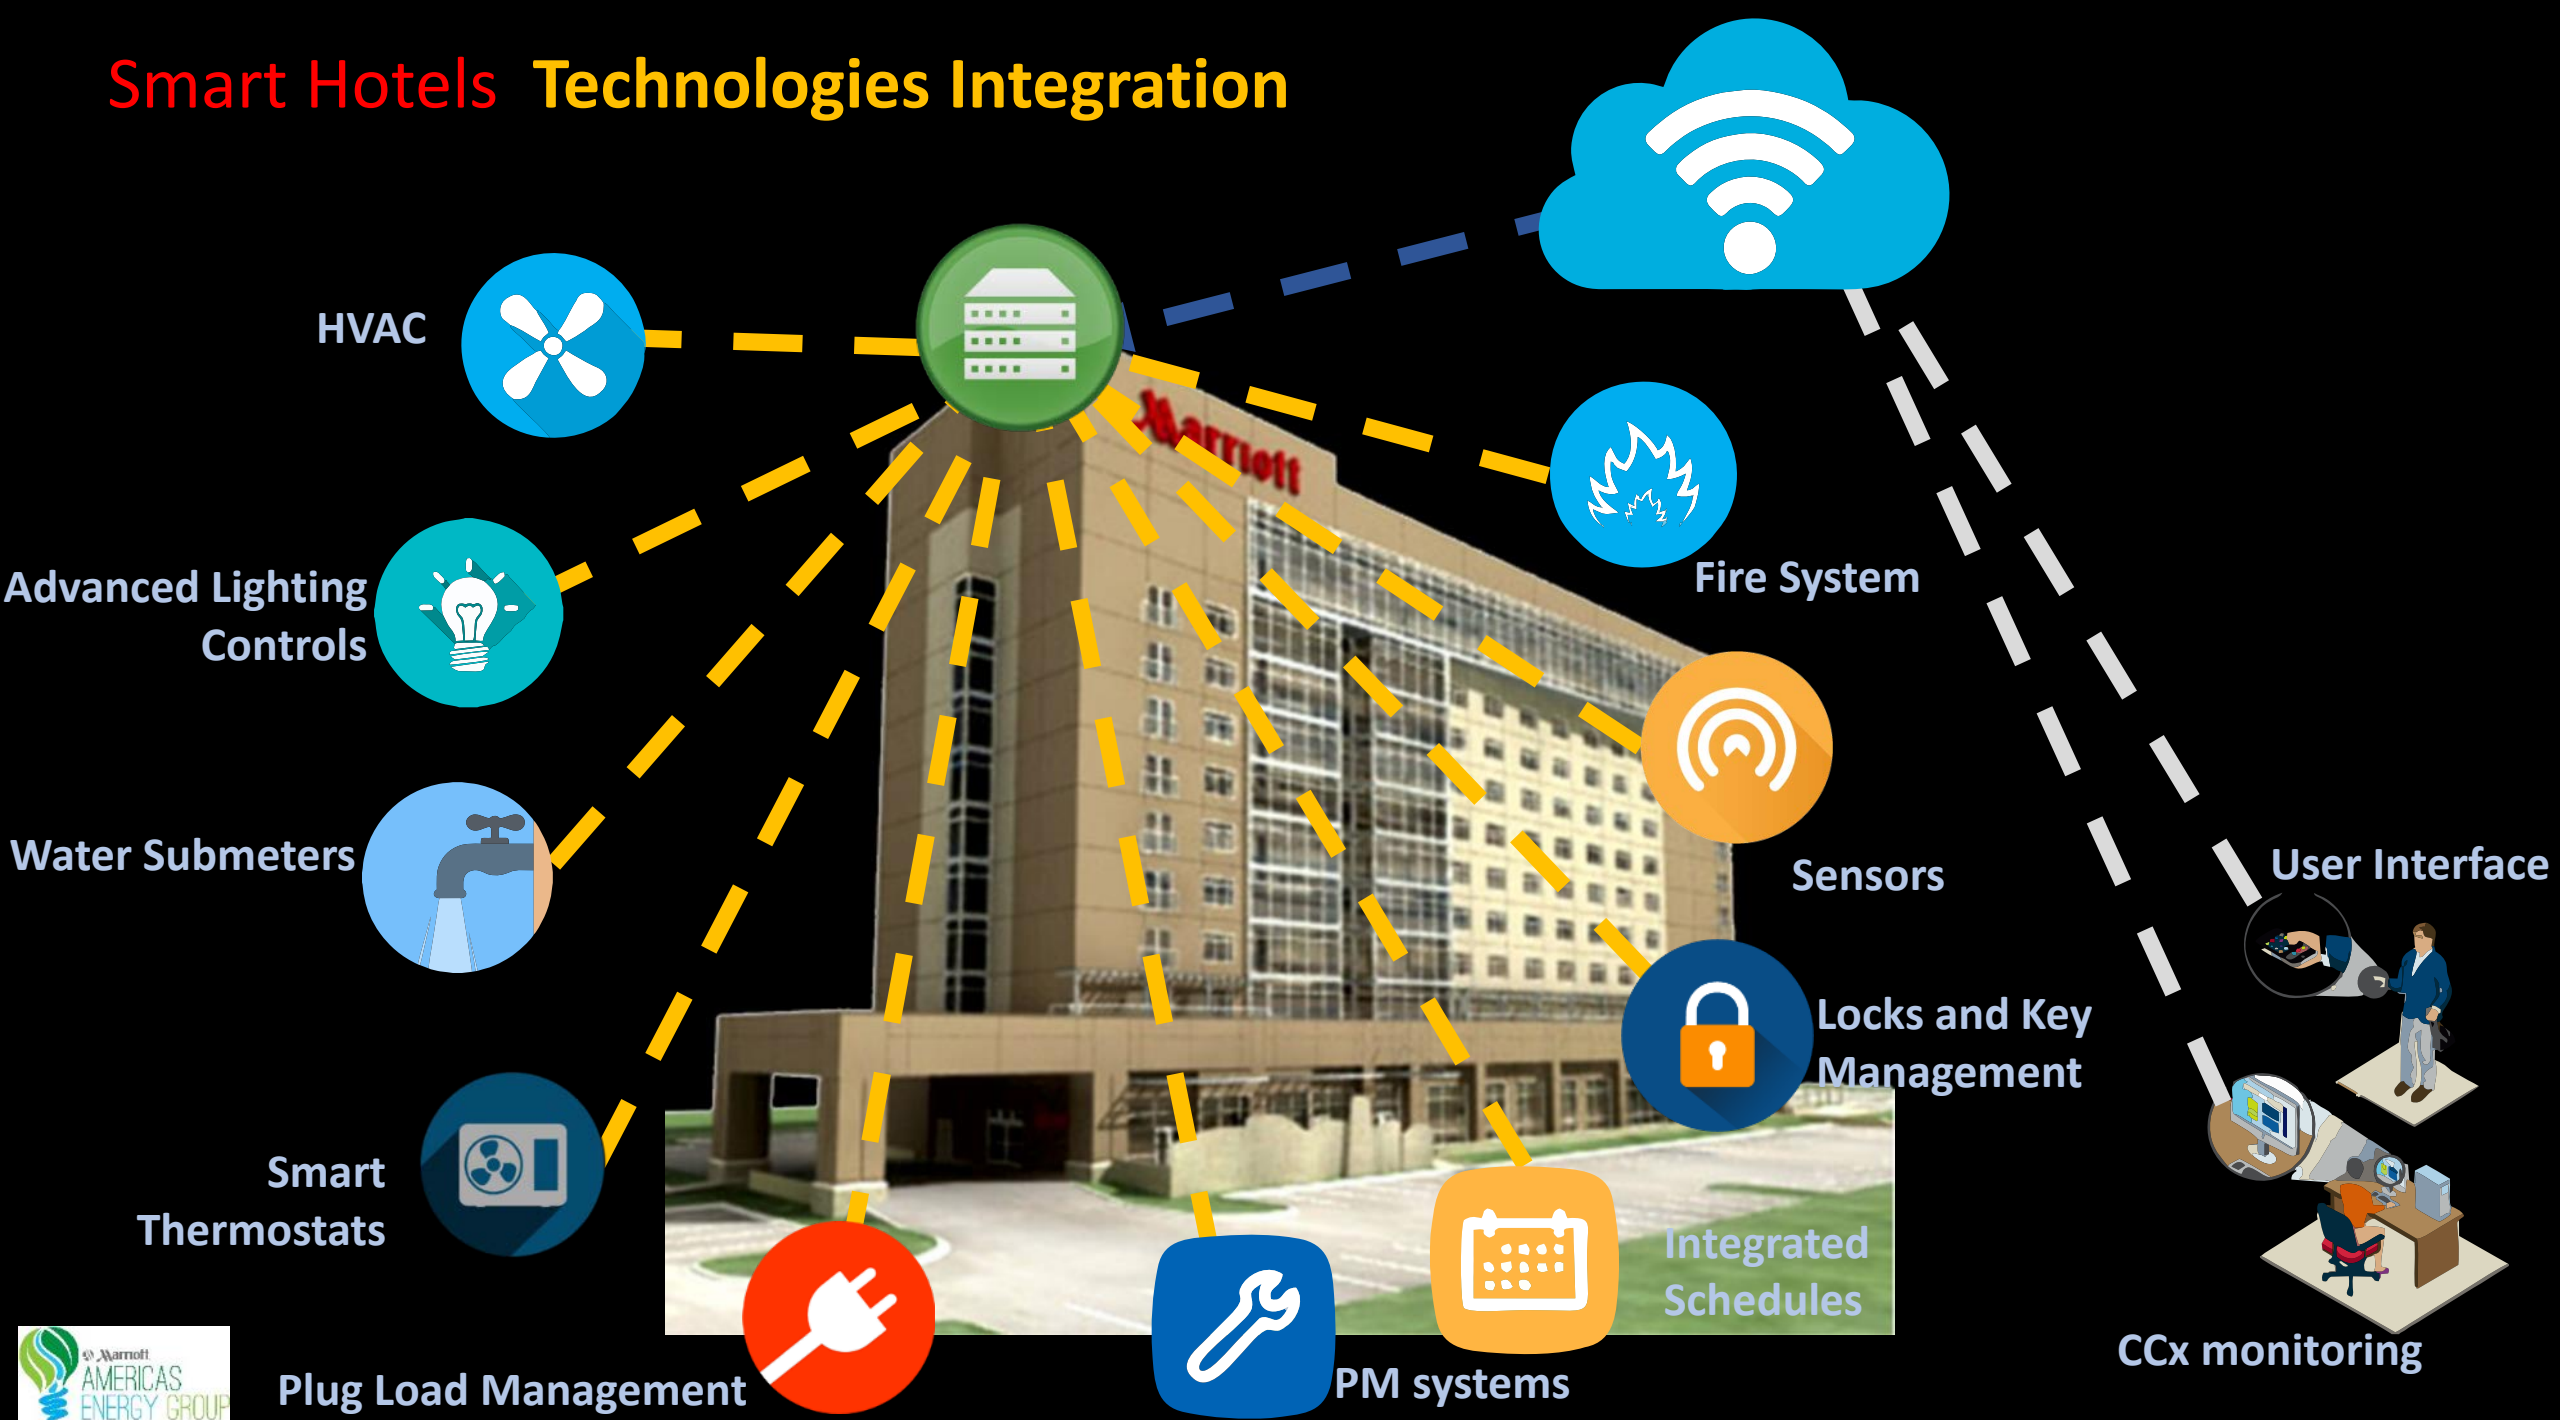 Smart Hotels Technologies Integration
HVAC
Marriott
Fire System
Advanced Lighting
Controls
Water Submeters
Sensors
User Interface
Locks and Key
Management
Smart
Thermostats
Integrated
Schedules
CCx monitoring
Plug Load Management
PM systems
Marriott
AMERICAS
ENERGY GROUP